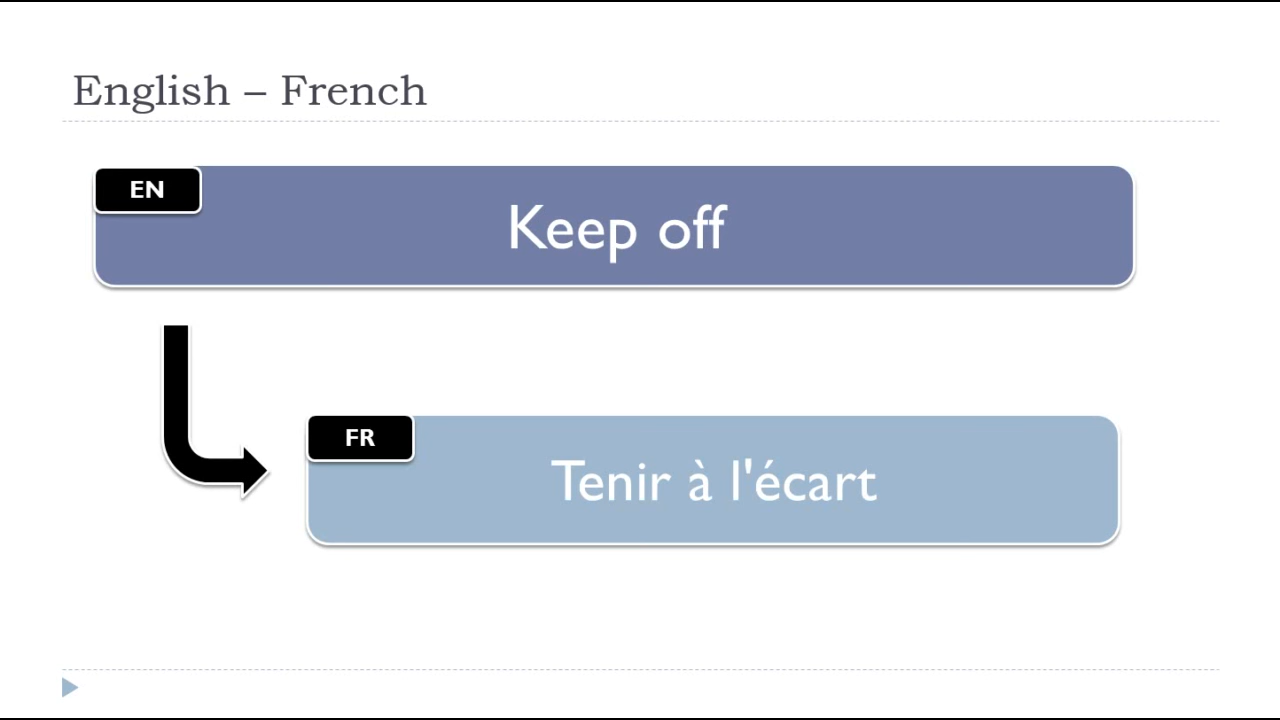 English – French
EN
Keep off
FR
Tenir à l'écart